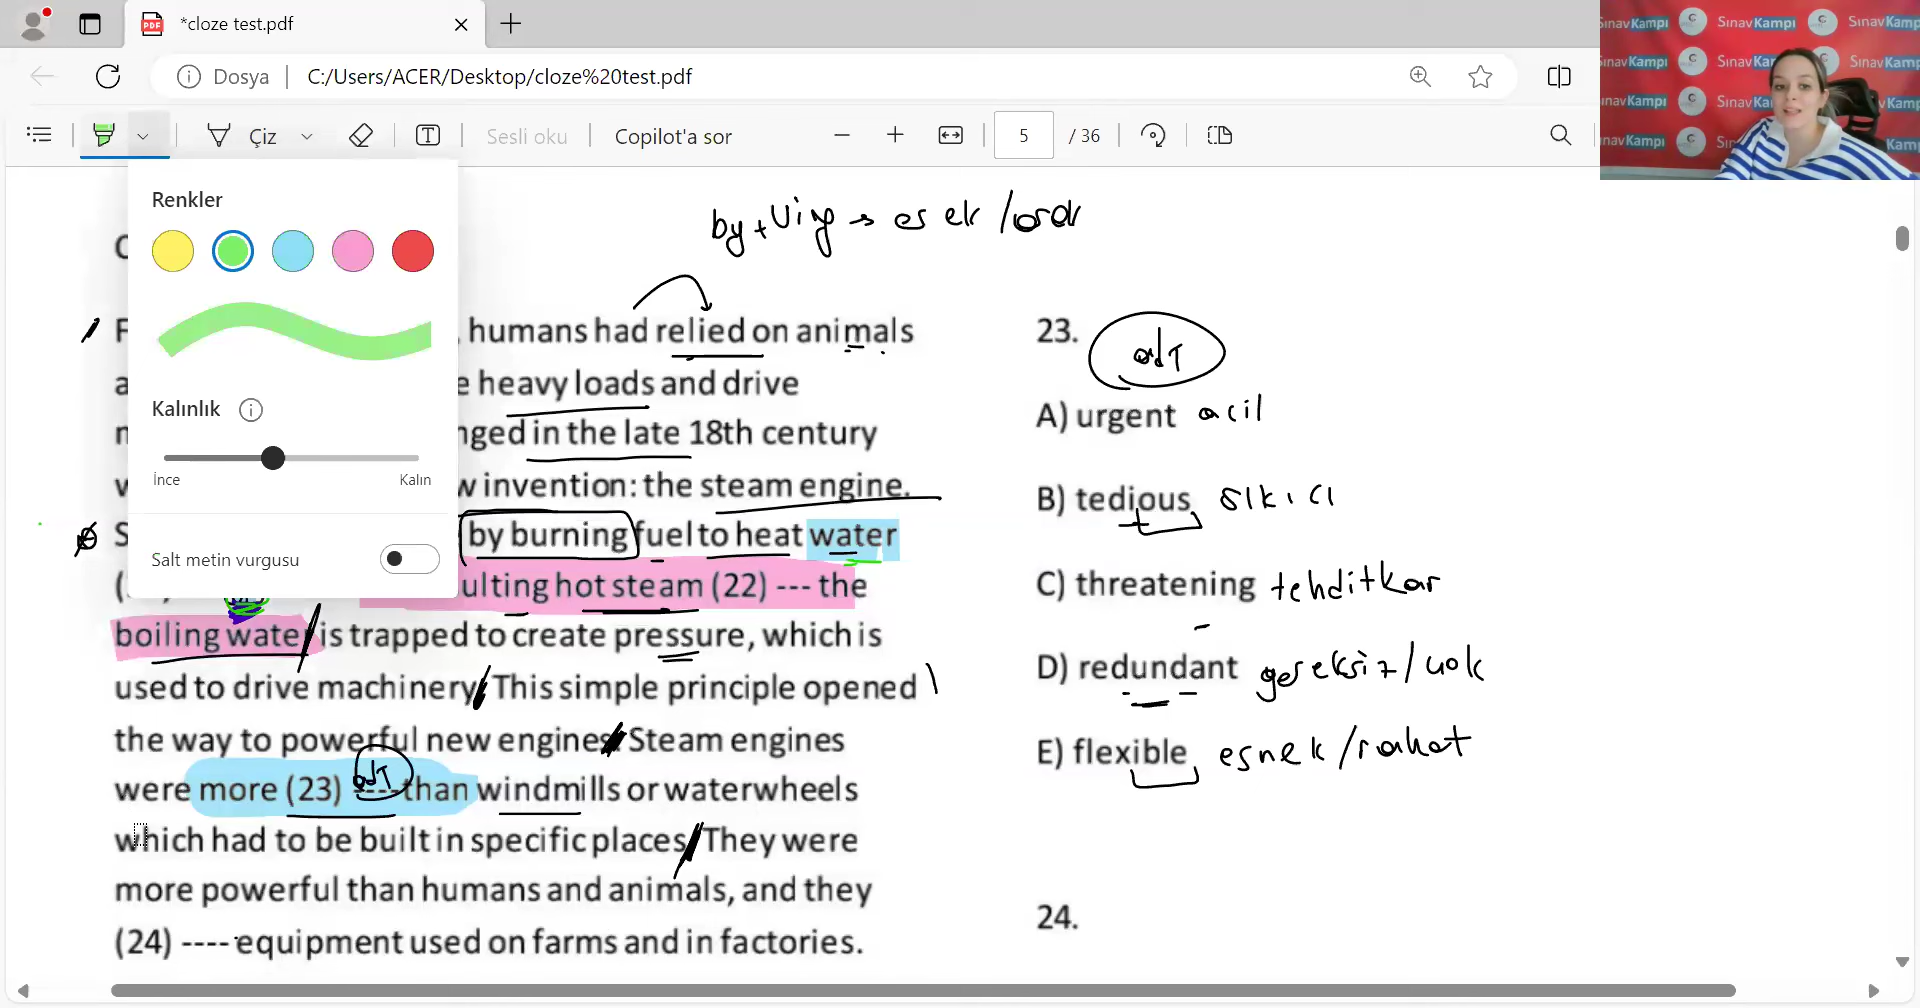 *cloze test.pdf
Dosya C:/Users/ACER/Desktop/cloze%20test.pdf
Çiz Sesli oku Copilot'a sor 5 / 36
SınavKampı
Renkler
Kalınlık
İnce Kalın
Salt metin vurgusu
by + Ving → es ek /
humans had relied on animals
heavy loads and drive
in the late 18th century
invention: the steam engine.
by burning fuel to heat water
hot steam (22) --- the
boiling water is trapped to create pressure, which is
used to drive machinery. This simple principle opened
the way to powerful new engines. Steam engines
adj
were more (23) ---- than windmills or waterwheels
which had to be built in specific places. They were
more powerful than humans and animals, and they
(24) ---- equipment used on farms and in factories.
23. adj
A) urgent acil
B) tedious sıkıcı
C) threatening tehditkar
D) redundant gereksiz/
E) flexible esnek/rahat
24.